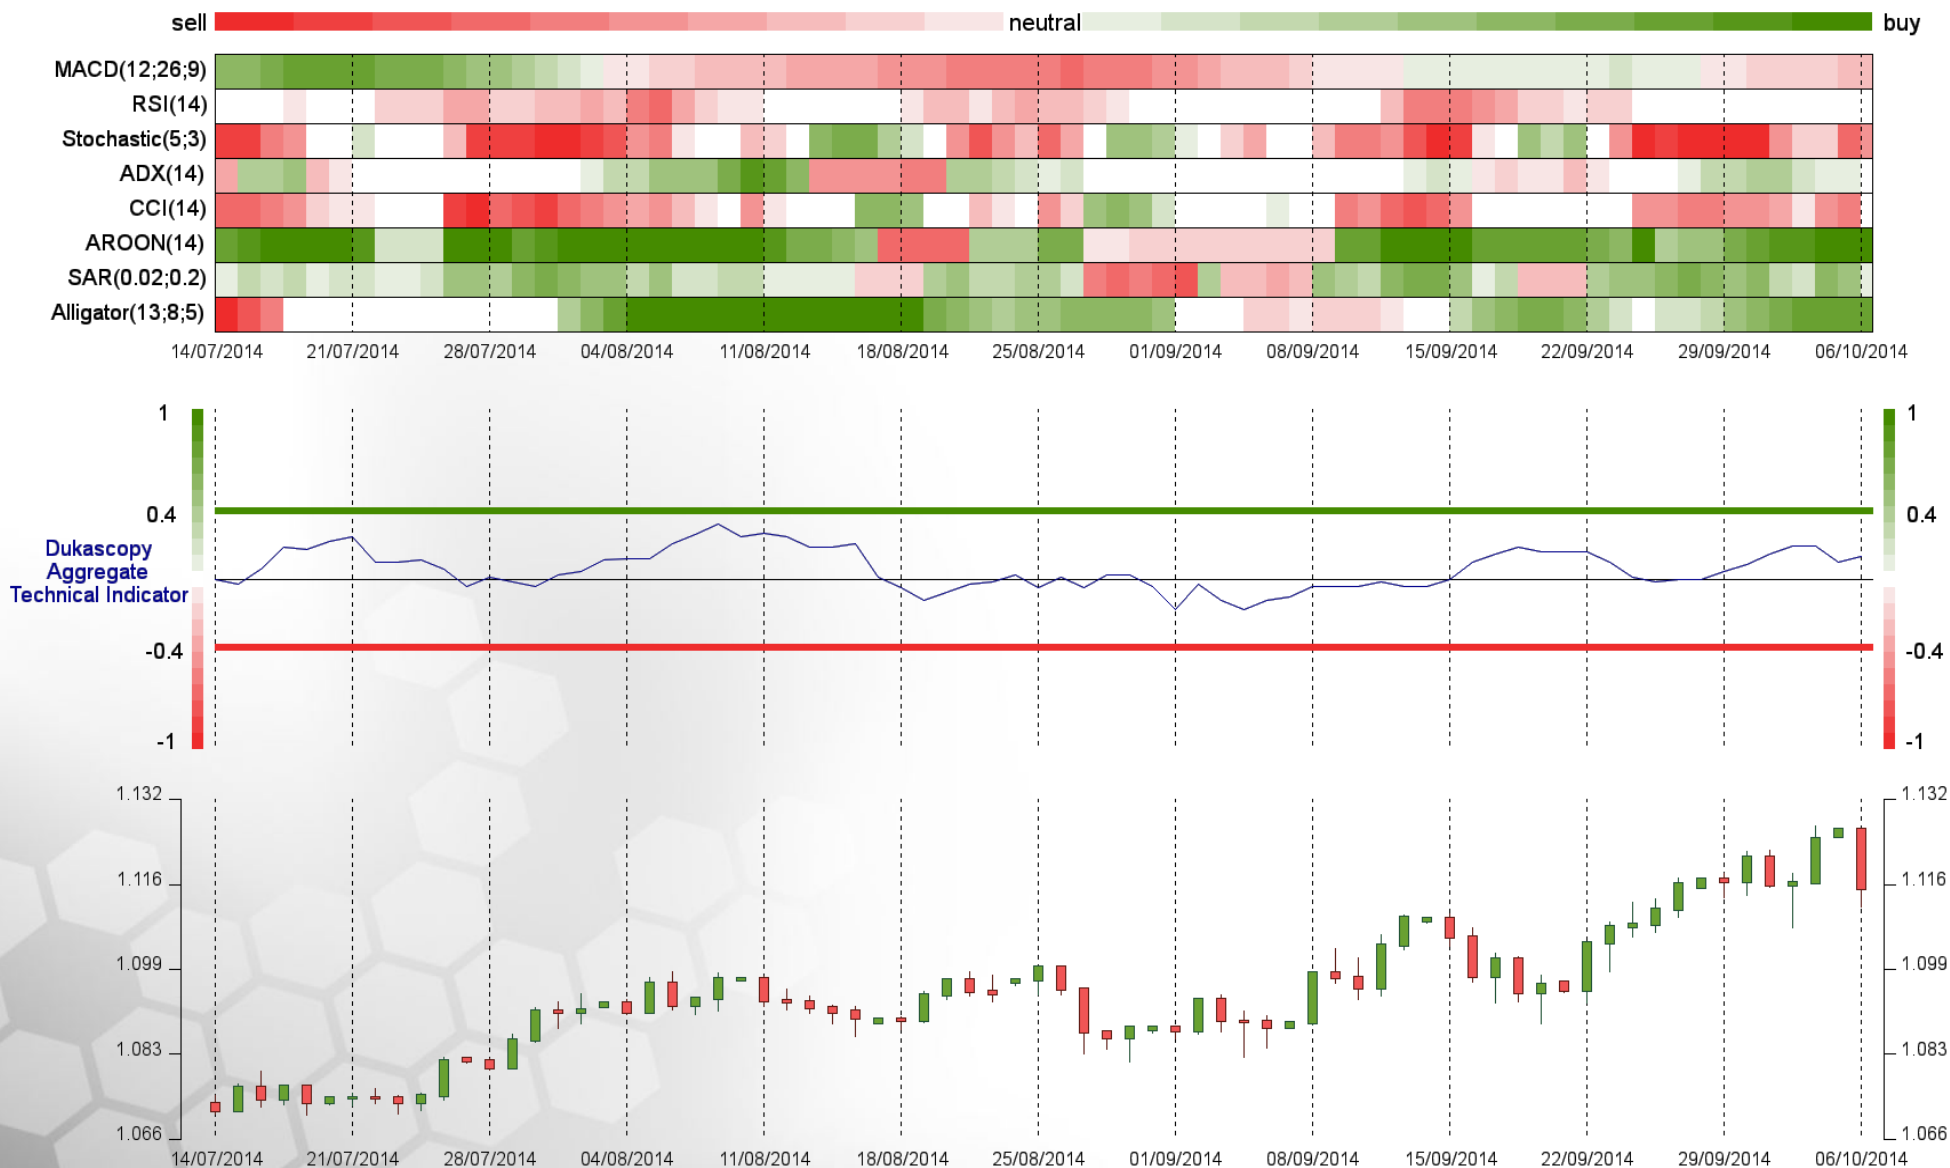 sell neutral buy
MACD(12;26;9)
RSI(14)
Stochastic(5;3)
ADX(14)
CCI(14)
AROON(14)
SAR(0.02;0.2)
Alligator(13;8;5)
14/07/2014 21/07/2014 28/07/2014 04/08/2014 11/08/2014 18/08/2014 25/08/2014 01/09/2014 08/09/2014 15/09/2014 22/09/2014 29/09/2014 06/10/2014
1 1
0.4 0.4
Dukascopy
Aggregate
Technical Indicator
-0.4 -0.4
-1 -1
1.132 1.132
1.116 1.116
1.099 1.099
1.083 1.083
1.066 1.066
14/07/2014 21/07/2014 28/07/2014 04/08/2014 11/08/2014 18/08/2014 25/08/2014 01/09/2014 08/09/2014 15/09/2014 22/09/2014 29/09/2014 06/10/2014